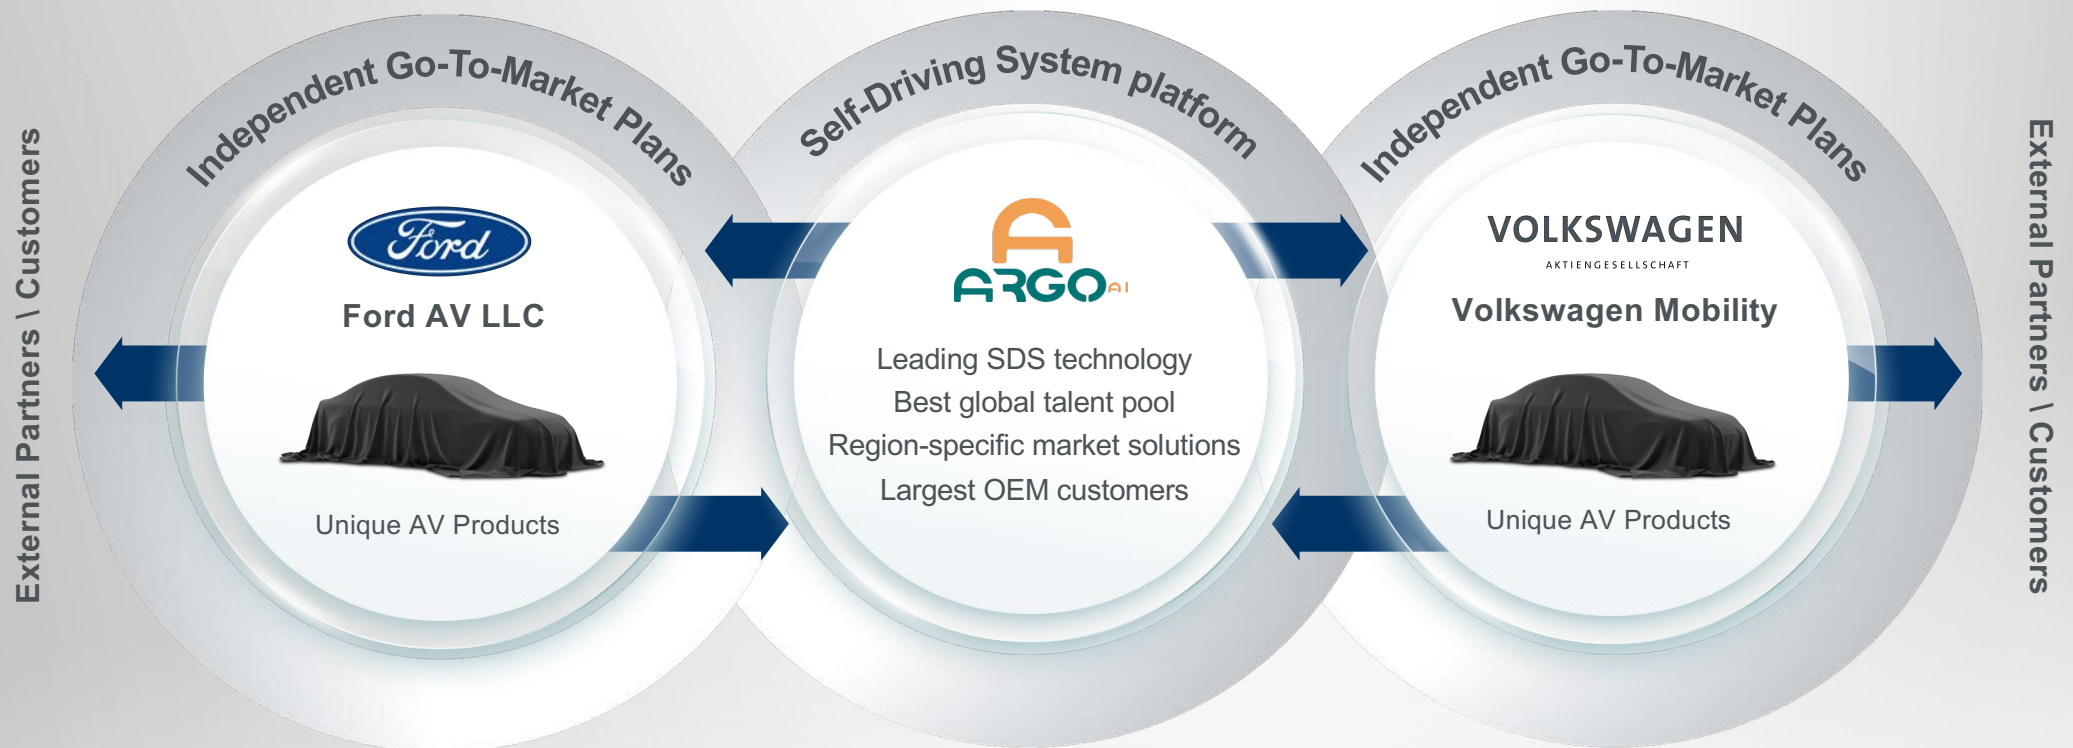 External Partners \ Customers
Independent Go-To-Market Plans
Ford
Ford AV LLC
Unique AV Products
Self-Driving System platform
ARGO AI
Leading SDS technology
Best global talent pool
Region-specific market solutions
Largest OEM customers
Independent Go-To-Market Plans
VOLKSWAGEN
AKTIENGESELLSCHAFT
Volkswagen Mobility
Unique AV Products
External Partners \ Customers